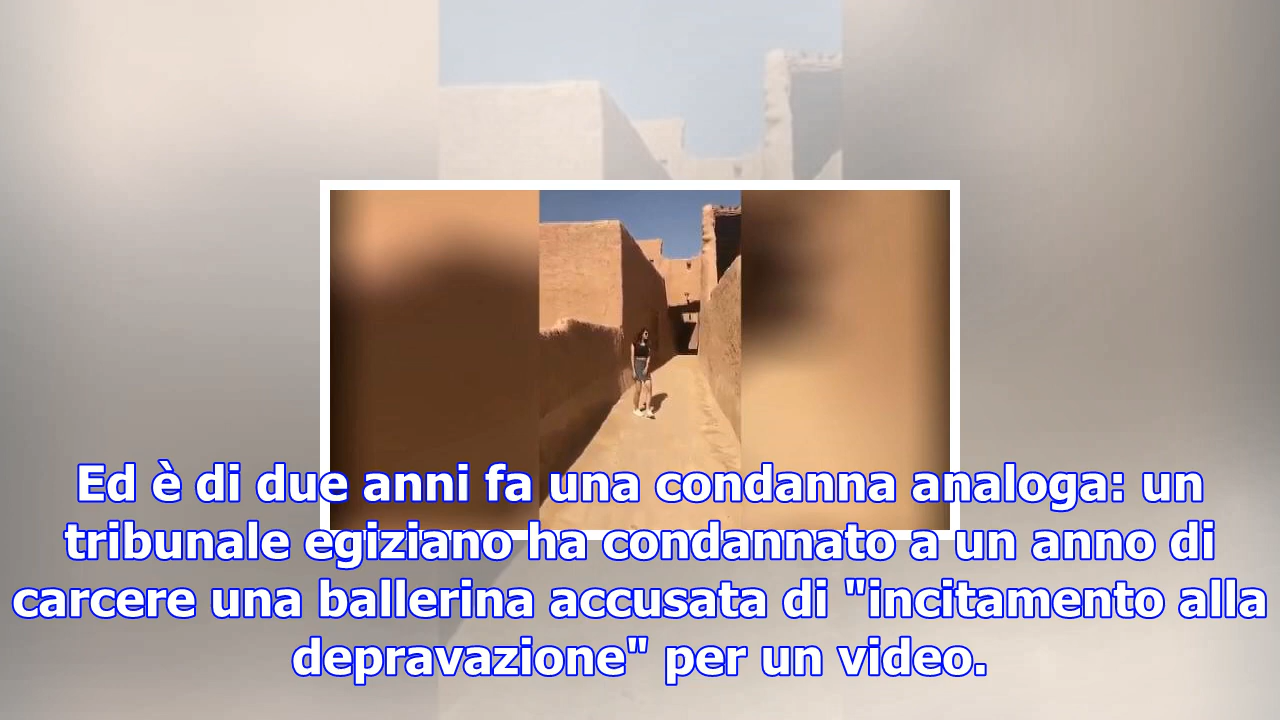 Ed è di due anni fa una condanna analoga: un
tribunale egiziano ha condannato a un anno di
carcere una ballerina accusata di "incitamento alla
depravazione" per un video.